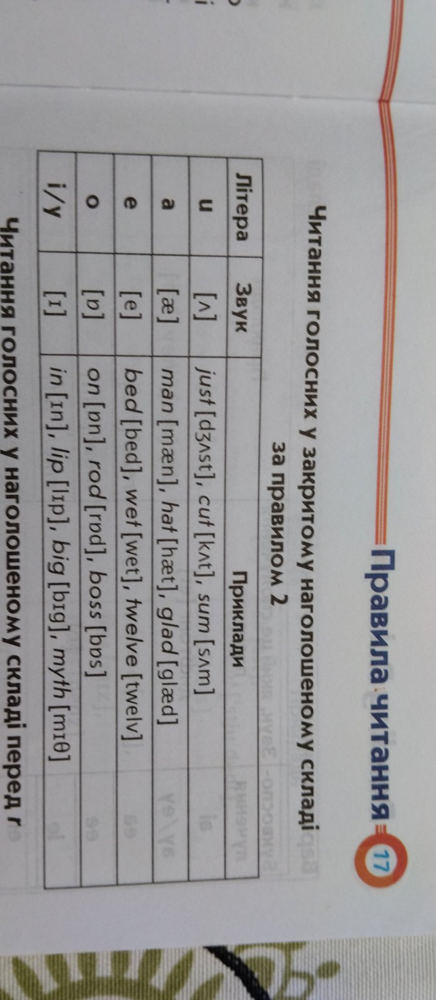 Правила читання
17
Читання голосних у закритому наголошеному складі
за правилом 2
Літера Звук Приклади
u [ʌ] just [dʒʌst], cut [kʌt], sum [sʌm]
a [æ] man [mæn], hat [hæt], glad [glæd]
e [e] bed [bed], wet [wet], twelve [twelv]
o [ɒ] on [ɒn], rod [rɒd], boss [bɒs]
i/y [ɪ] in [ɪn], lip [lɪp], big [bɪg], myth [mɪθ]
Читання голосних у наголошеному складі перед r